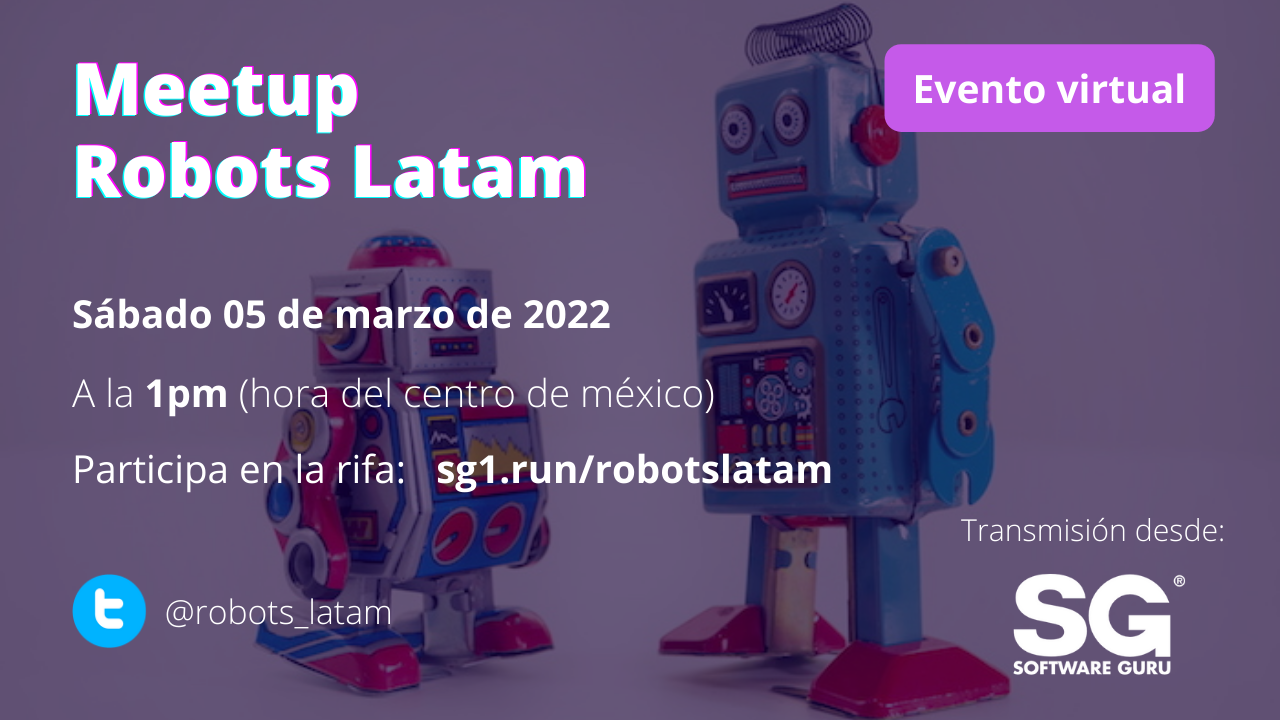 Meetup
Robots Latam
Evento virtual
Sábado 05 de marzo de 2022
A la 1pm (hora del centro de méxico)
Participa en la rifa: sg1.run/robotslatam
Transmisión desde:
@robots_latam
SG®
SOFTWARE GURU